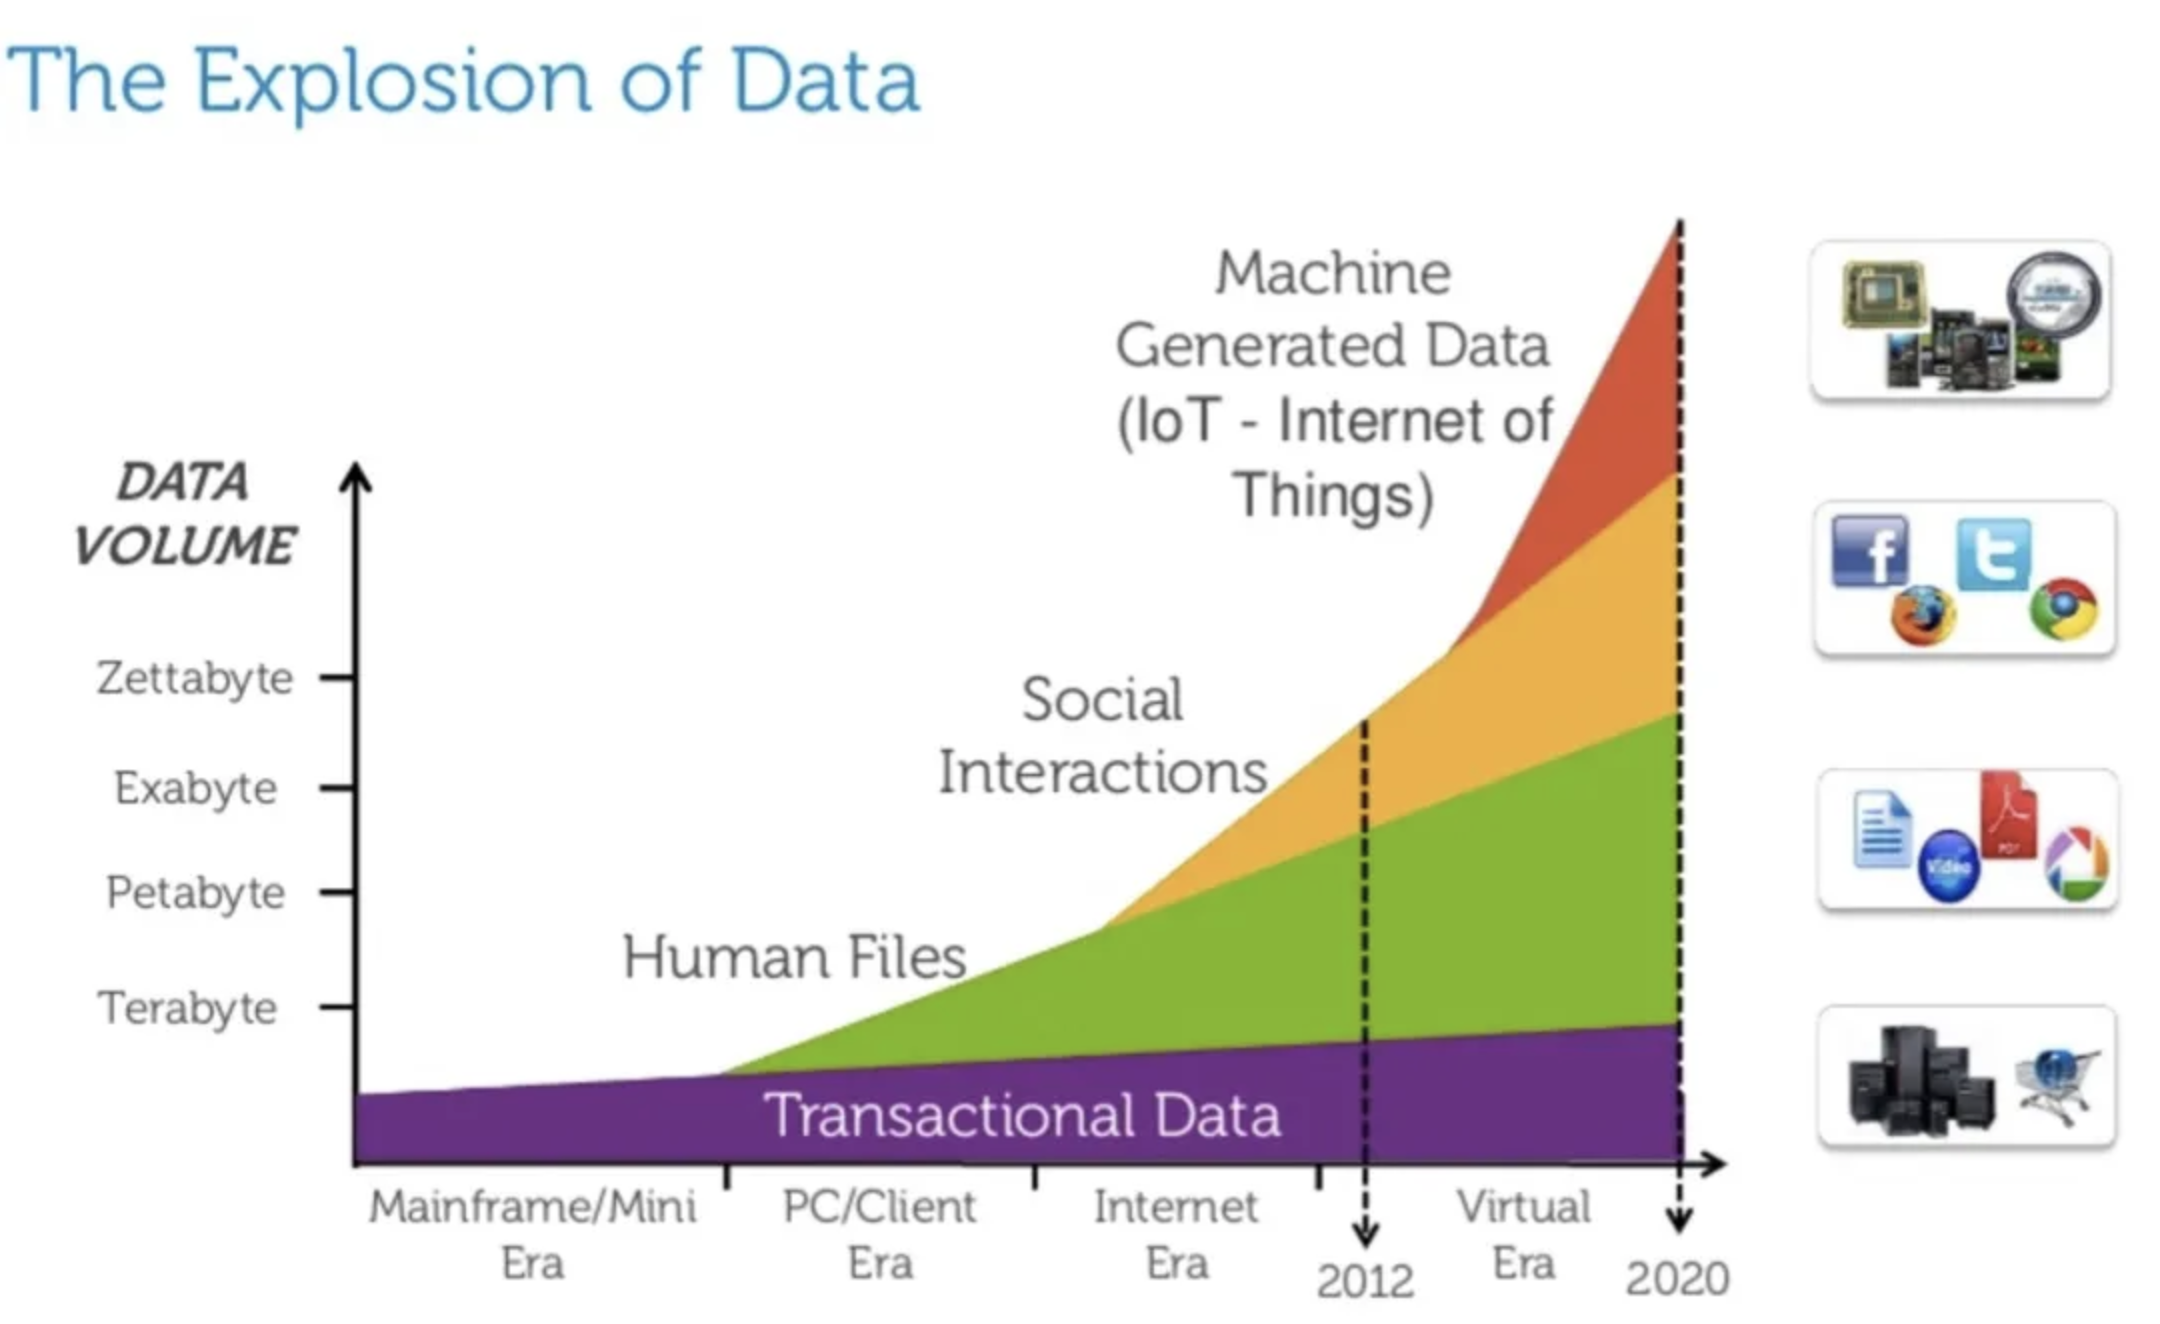 The Explosion of Data
Machine
Generated Data
(IoT - Internet of
Things)
DATA
VOLUME
Zettabyte
Exabyte
Petabyte
Terabyte
Social
Interactions
Human Files
Transactional Data
Mainframe/Mini
Era
PC/Client
Era
Internet
Era
2012
Virtual
Era
2020
f
t
Video
PDF